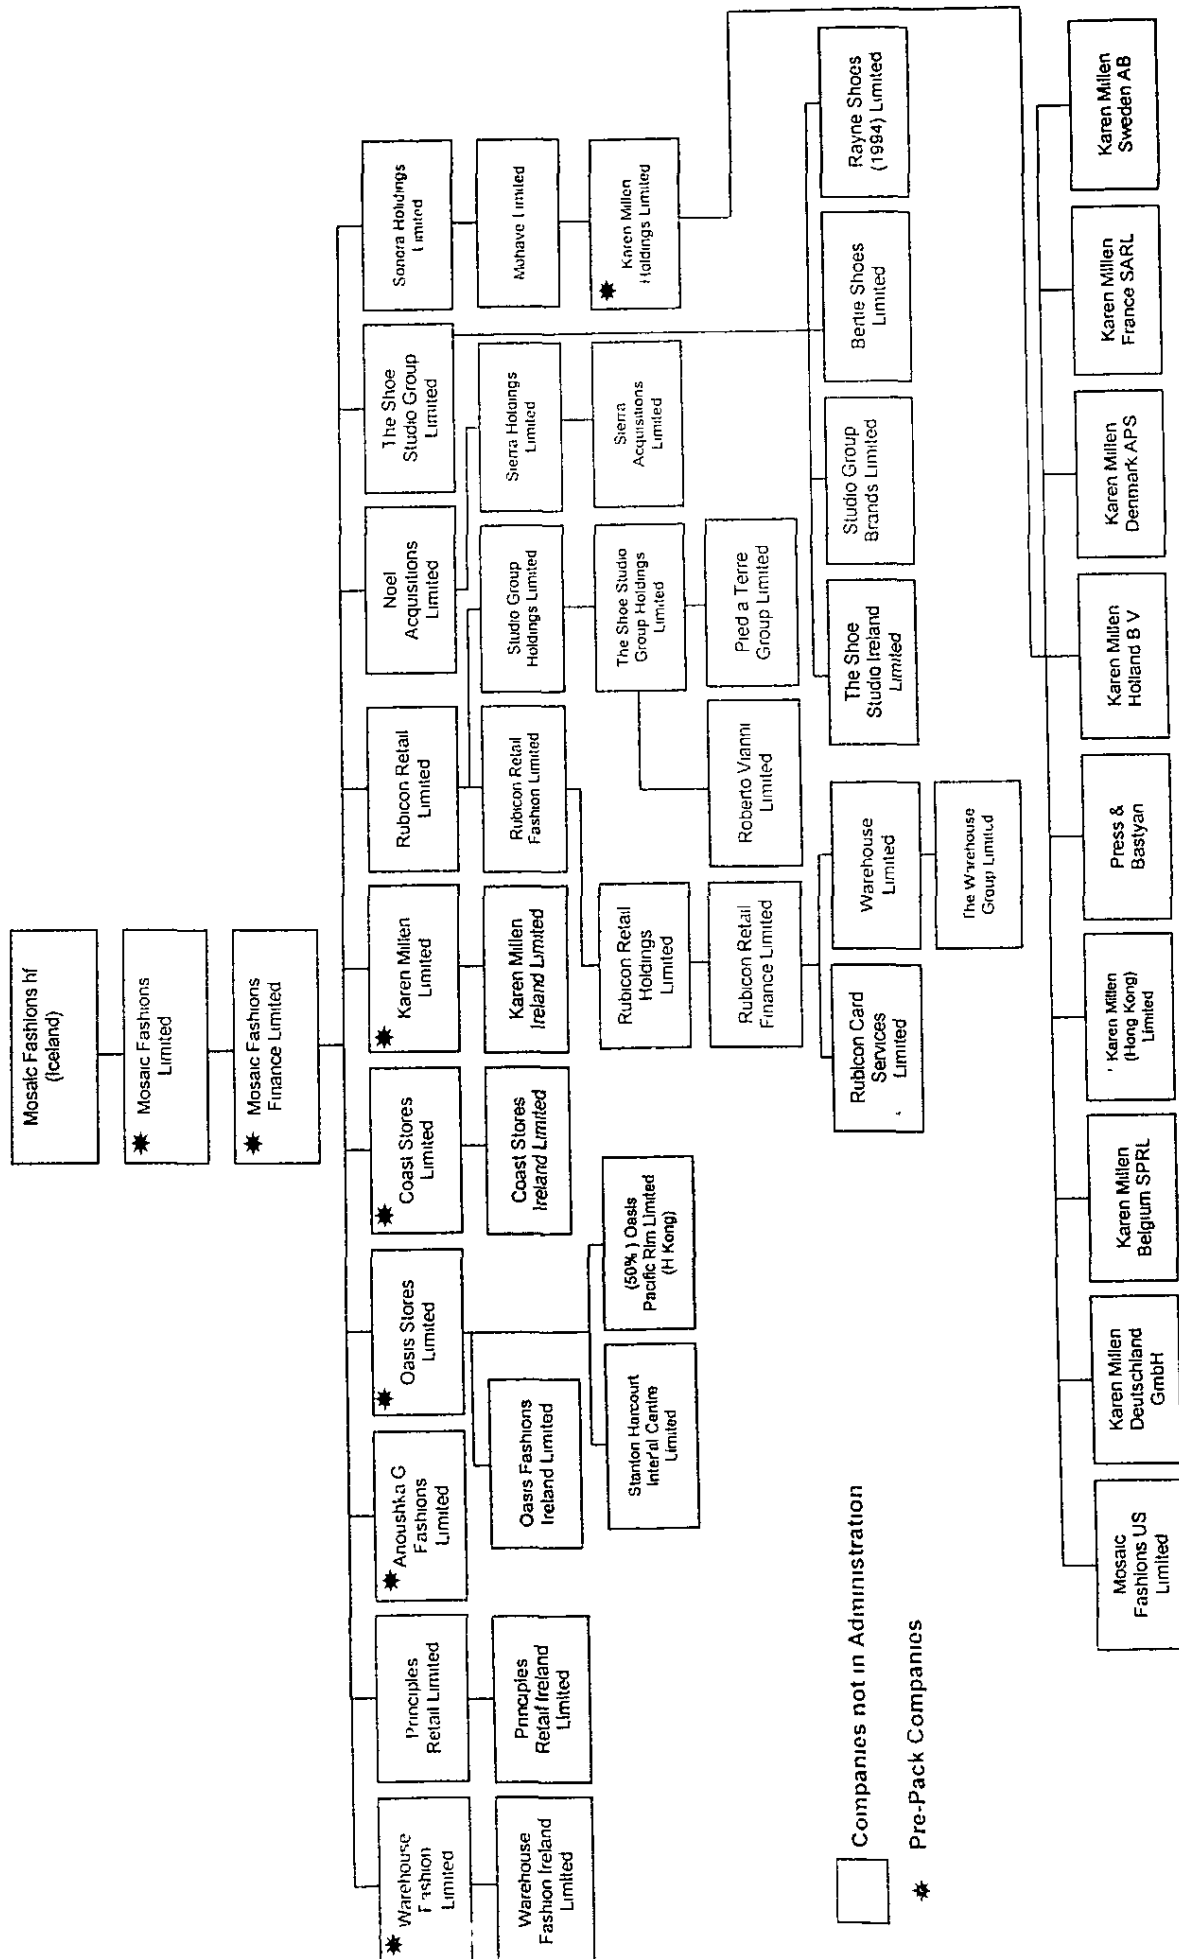 Mosaic Fashions hf
(Iceland)
Mosaic Fashions
Limited
Mosaic Fashions
Finance Limited
Warehouse
Fashion
Limited
Principles
Retail Limited
Anoushka G
Fashions
Limited
Oasis Stores
Limited
Coast Stores
Limited
Karen Millen
Limited
Rubicon Retail
Limited
Noel
Acquisitions
Limited
The Shoe
Studio Group
Limited
Sonora Holdings
Limited
Warehouse
Fashion Ireland
Limited
Principles
Retail Ireland
Limited
Oasis Fashions
Ireland Limited
Coast Stores
Ireland Limited
Karen Millen
Ireland Limited
Rubicon Retail
Fashion Limited
Studio Group
Holdings Limited
Sierra Holdings
Limited
Mohave Limited
Stanton Harcourt
Inter'al Centre
Limited
(50% ) Oasis
Pacific Rim Limited
(H Kong)
Rubicon Retail
Holdings
Limited
The Shoe Studio
Group Holdings
Limited
Sierra
Acquisitions
Limited
Karen Millen
Holdings Limited
Rubicon Retail
Finance Limited
Roberto Vianni
Limited
Pied a Terre
Group Limited
Rubicon Card
Services
Limited
Warehouse
Limited
The Shoe
Studio Ireland
Limited
Studio Group
Brands Limited
Bertie Shoes
Limited
Rayne Shoes
(1994) Limited
The Warehouse
Group Limited
Companies not in Administration
Pre-Pack Companies
Mosaic
Fashions US
Limited
Karen Millen
Deutschland
GmbH
Karen Millen
Belgium SPRL
Karen Millen
(Hong Kong)
Limited
Press &
Bastyan
Karen Millen
Holland B V
Karen Millen
Denmark APS
Karen Millen
France SARL
Karen Millen
Sweden AB